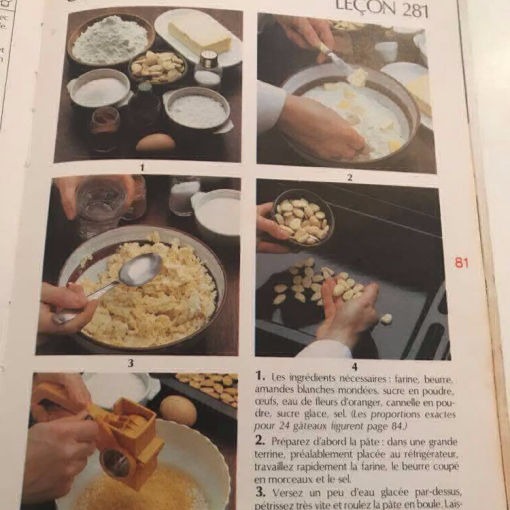 LEÇON 281
1
2
3
4
81
1. Les ingrédients nécessaires : farine, beurre,
amandes blanches mondées, sucre en poudre,
œufs, eau de fleurs d'oranger, cannelle en pou-
dre, sucre glace, sel. (Les proportions exactes
pour 24 gâteaux figurent page 84.)
2. Préparez d'abord la pâte : dans une grande
terrine, préalablement placée au réfrigérateur,
travaillez rapidement la farine, le beurre coupé
en morceaux et le sel.
3. Versez un peu d'eau glacée par-dessus,
pétrissez très vite et roulez la pâte en boule. Lais-